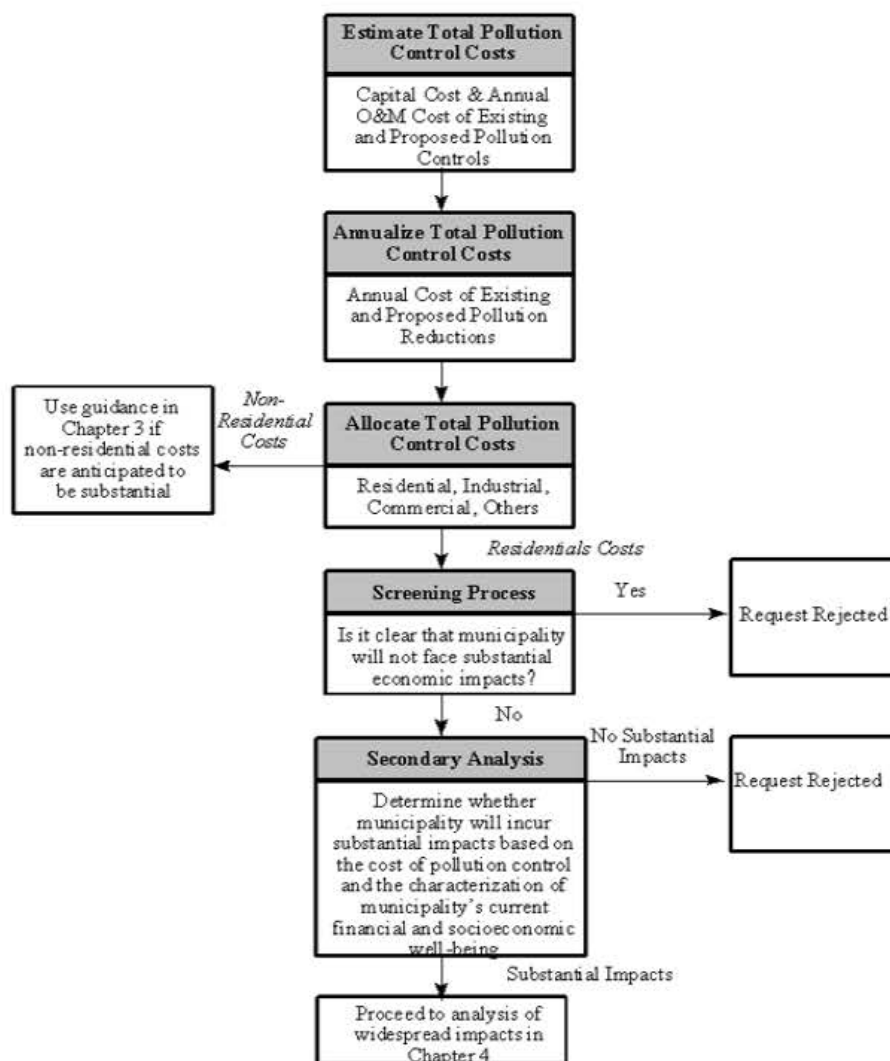 Estimate Total Pollution
Control Costs
Capital Cost & Annual
O&M Cost of Existing
and Proposed Pollution
Controls
Annualize Total Pollution
Control Costs
Annual Cost of Existing
and Proposed Pollution
Reductions
Non-
Residential
Costs
Use guidance in
Chapter 3 if
non-residential costs
are anticipated to
be substantial
Allocate Total Pollution
Control Costs
Residential, Industrial,
Commercial, Others
Residentials Costs
Screening Process
Is it clear that municipality
will not face substantial
economic impacts?
Yes
Request Rejected
No
Secondary Analysis
Determine whether
municipality will incur
substantial impacts based on
the cost of pollution control
and the characterization of
municipality's current
financial and socioeconomic
well-being
No Substantial
Impacts
Request Rejected
Substantial Impacts
Proceed to analysis of
widespread impacts in
Chapter 4